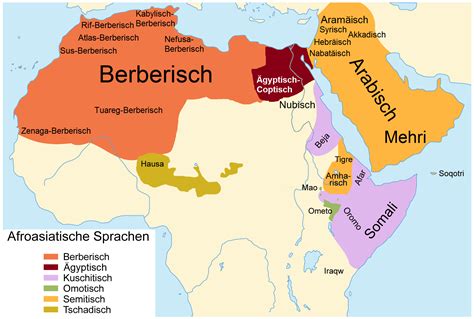 Kabylisch-
Berberisch
Rif-Berberisch
Atlas-Berberisch
Sus-Berberisch
Nefusa-
Berberisch
Berberisch
Tuareg-Berberisch
Zenaga-Berberisch
Ägyptisch-
Coptisch
Nubisch
Aramäisch
Syrisch
Akkadisch
Hebräisch
Nabatäisch
Arabisch
Mehri
Soqotri
Beja
Tigre
Afar
Amha-
risch
Mao
Ometo
Oromo
Somali
Iraqw
Hausa
Afroasiatische Sprachen
Berberisch
Ägyptisch
Kuschitisch
Omotisch
Semitisch
Tschadisch